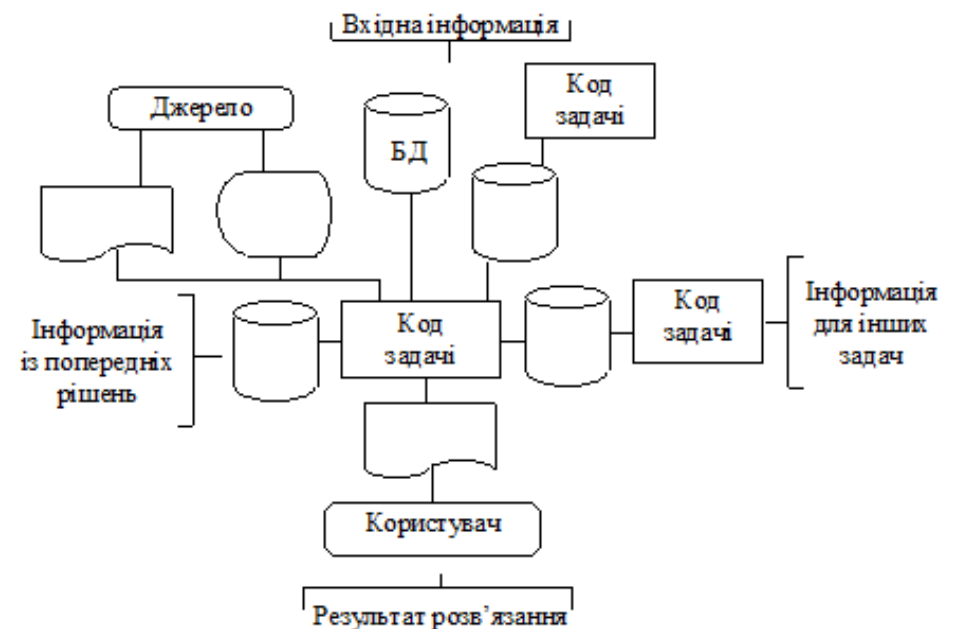 Вхідна інформація
Код
задачі
Джерело
БД
Інформація
із попередніх
рішень
Код
задачі
Код
задачі
Інформація
для інших
задач
Користувач
Результат розв’язання